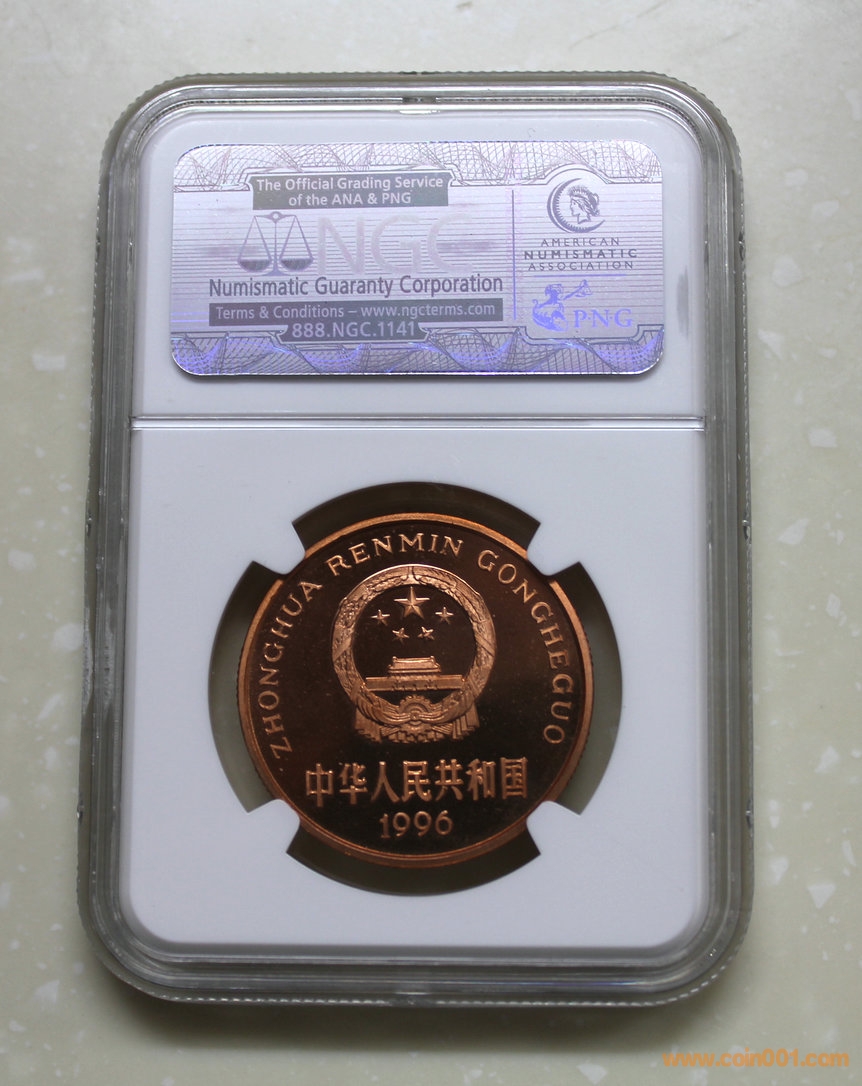 The Official Grading Service
of the ANA & PNG
NGC
Numismatic Guaranty Corporation
Terms & Conditions – www.ngcterms.com
888.NGC.1141
AMERICAN
NUMISMATIC
ASSOCIATION
PNG
ZHONGHUA RENMIN GONGHEGUO
中华人民共和国
1996
www.coin001.com